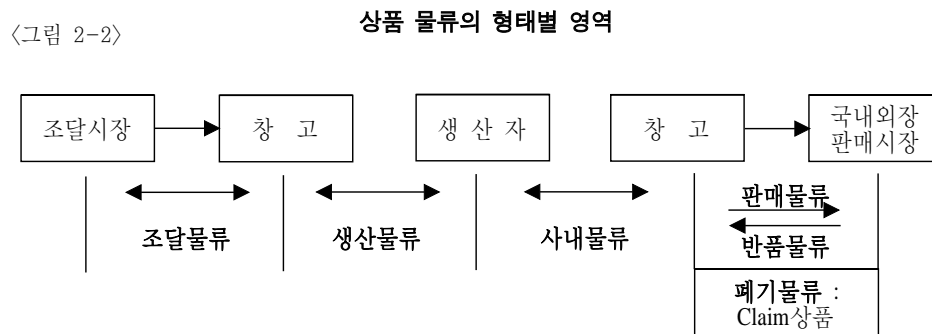 상품 물류의 형태별 영역
〈그림 2-2〉
조달시장
창 고
생 산 자
창 고
국내외장
판매시장
조달물류
생산물류
사내물류
판매물류
반품물류
폐기물류 :
Claim상품